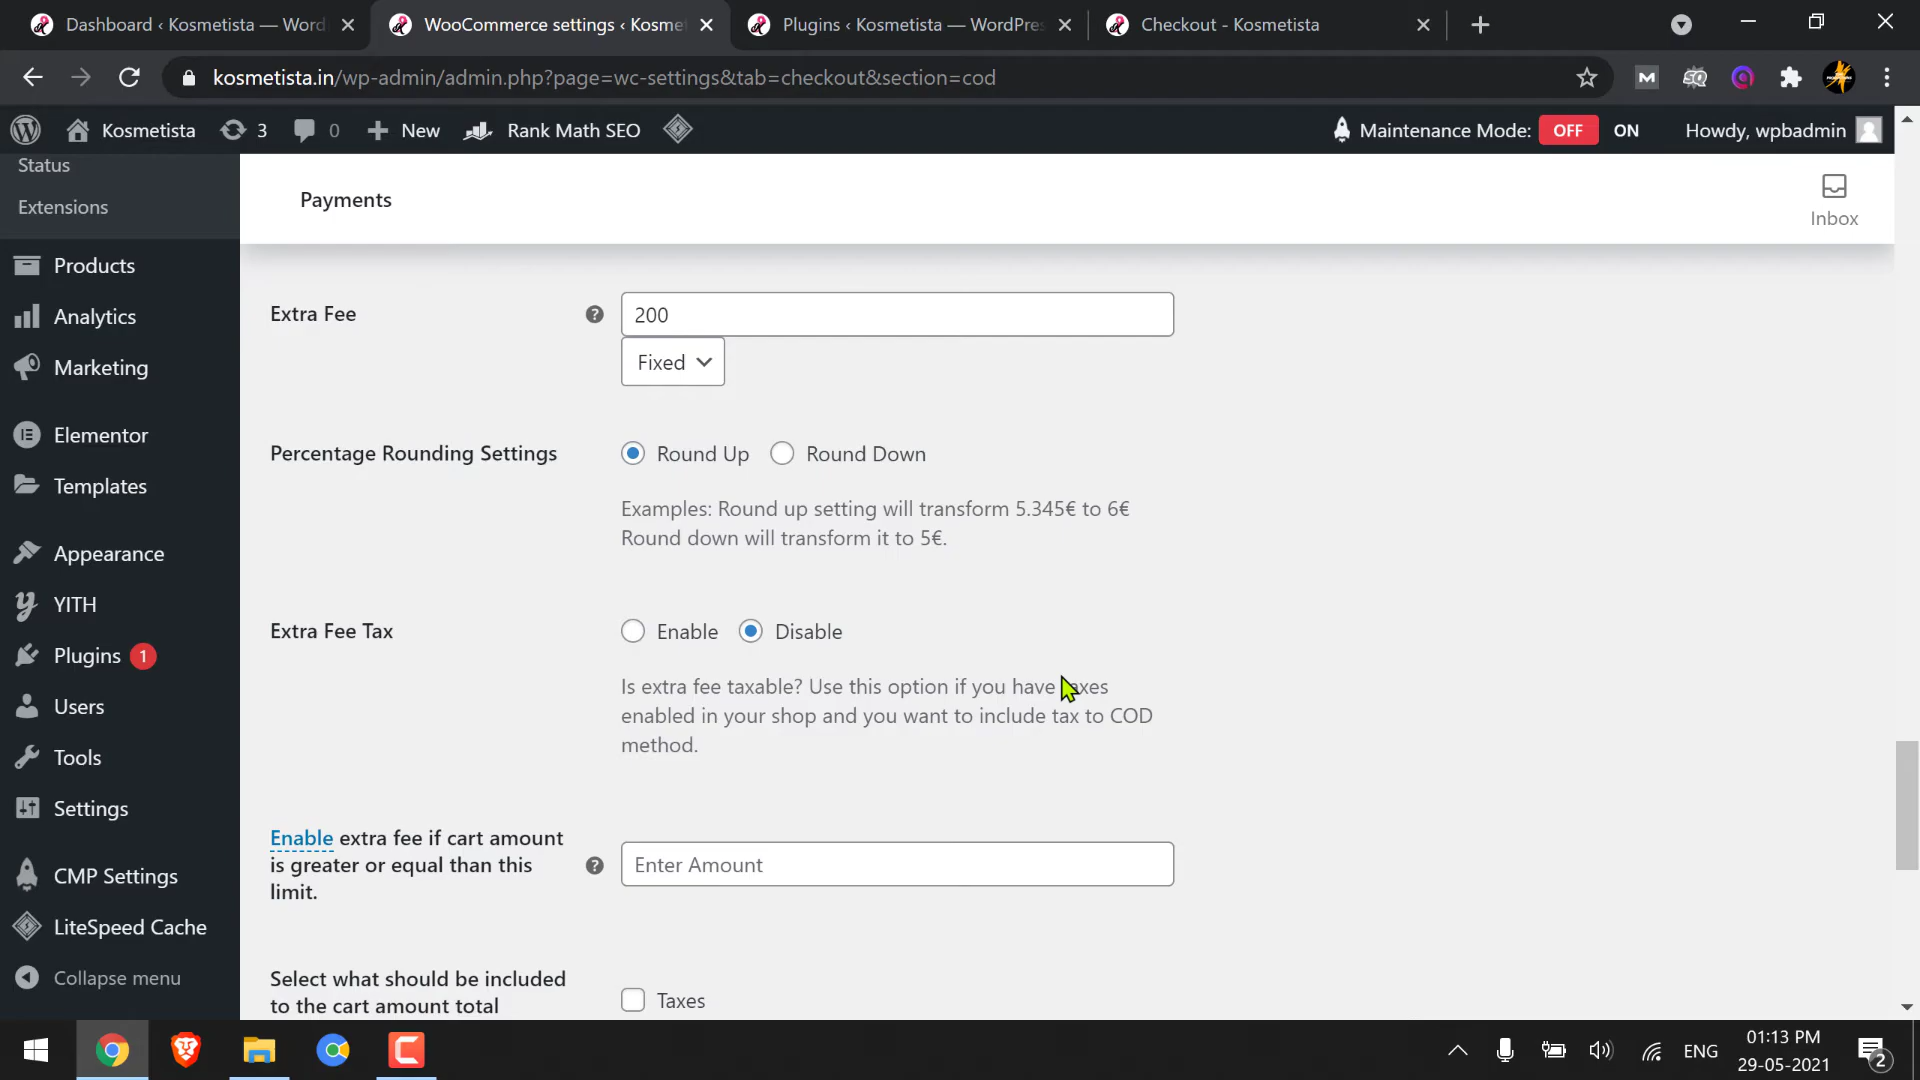 Dashboard ‹ Kosmetista — Word
WooCommerce settings ‹ Kosmet
Plugins ‹ Kosmetista — WordPres
Checkout - Kosmetista
kosmetista.in/wp-admin/admin.php?page=wc-settings&tab=checkout&section=cod
Kosmetista
3
0
New
Rank Math SEO
Maintenance Mode: OFF ON
Howdy, wpbadmin
Status
Extensions
Products
Analytics
Marketing
Elementor
Templates
Appearance
YITH
Plugins 1
Users
Tools
Settings
CMP Settings
LiteSpeed Cache
Collapse menu
Payments
Inbox
Extra Fee
200
Fixed
Percentage Rounding Settings
Round Up Round Down
Examples: Round up setting will transform 5.345€ to 6€
Round down will transform it to 5€.
Extra Fee Tax
Enable Disable
Is extra fee taxable? Use this option if you have taxes
enabled in your shop and you want to include tax to COD
method.
Enable extra fee if cart amount
is greater or equal than this
limit.
Enter Amount
Select what should be included
to the cart amount total
Taxes
ENG
01:13 PM
29-05-2021
2